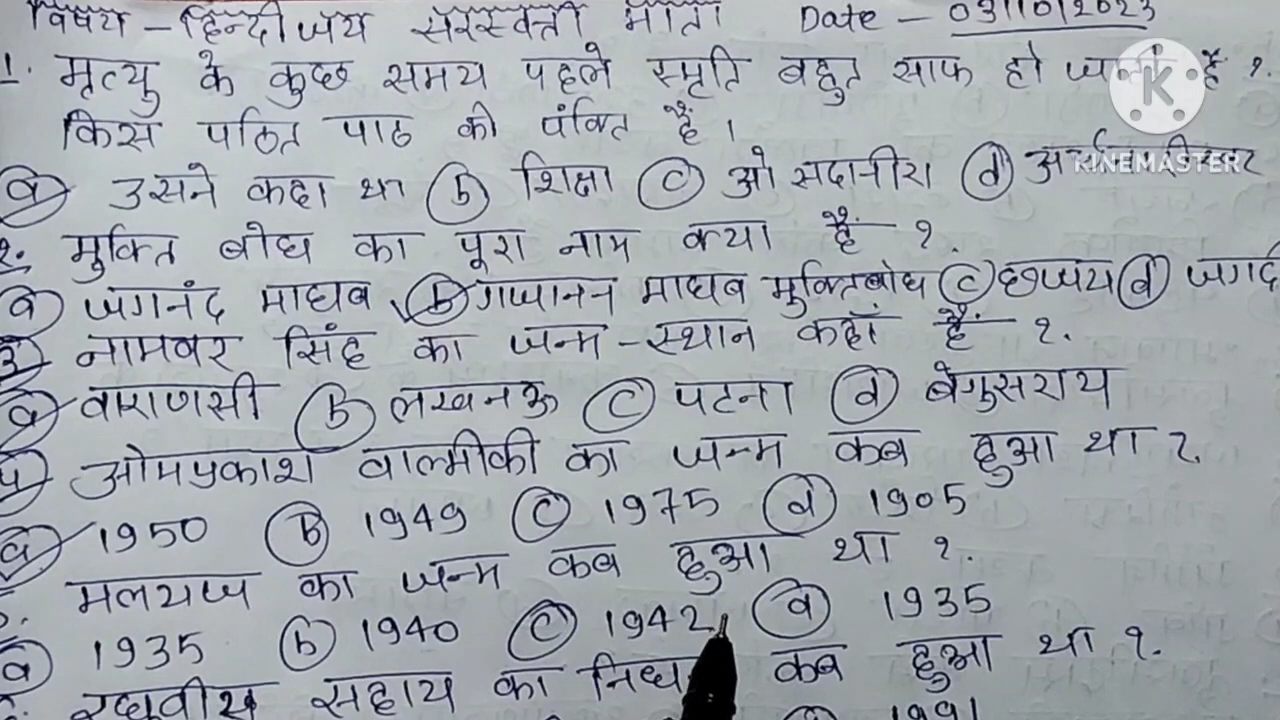 विषय - हिन्दी जय सरस्वती माता Date - 03/10/2023
1. मृत्यु के कुछ समय पहले स्मृति बहुत साफ हो जाती है ?
किस पठित पाठ की पंक्ति है ।
(a) उसने कहा था (b) शिक्षा (c) ओ सदानीरा (d)
KINEMASTER
2. मुक्ति बोध का पूरा नाम क्या है ?
(a) जगनंद माधव (b) गजानन माधव मुक्तिबोध (c) (d)
3. नामवर सिंह का जन्म-स्थान कहाँ है ?
(a) वाराणसी (b) लखनऊ (c) पटना (d) बेगुसराय
4. ओमप्रकाश वाल्मीकी का जन्म कब हुआ था ?
(a) 1950 (b) 1949 (c) 1975 (d) 1905
मलयज का जन्म कब हुआ था ?
(a) 1935 (b) 1940 (c) 1942 (d) 1935
रघुवीर सहाय का कब हुआ था ?
1991